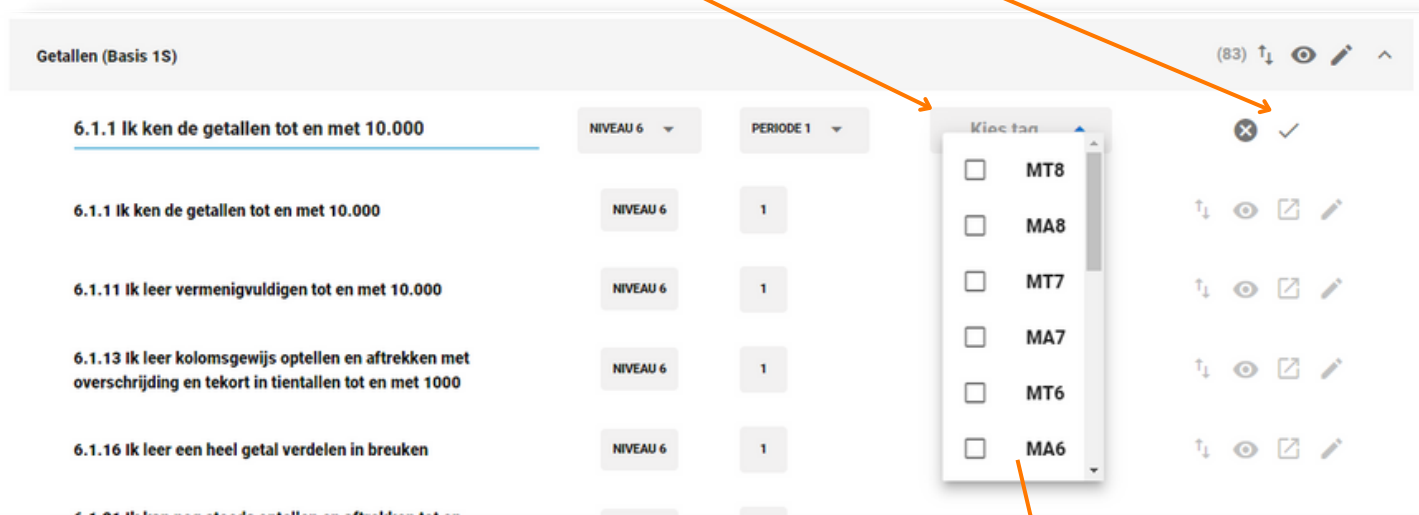 Getallen (Basis 1S) (83)
6.1.1 Ik ken de getallen tot en met 10.000 NIVEAU 6 PERIODE 1 Kies tag
MT8
6.1.1 Ik ken de getallen tot en met 10.000 NIVEAU 6 1
MA8
6.1.11 Ik leer vermenigvuldigen tot en met 10.000 NIVEAU 6 1 MT7
MA7
6.1.13 Ik leer kolomsgewijs optellen en aftrekken met
overschrijding en tekort in tientallen tot en met 1000 NIVEAU 6 1
MT6
6.1.16 Ik leer een heel getal verdelen in breuken NIVEAU 6 1 MA6